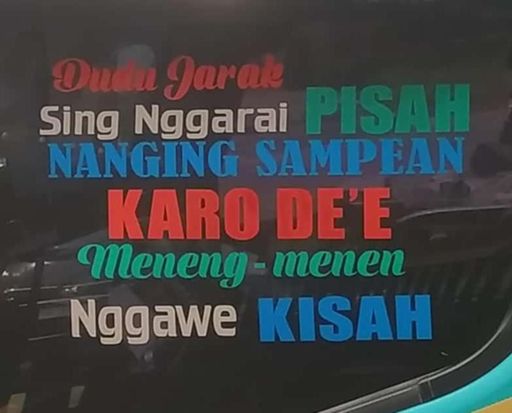 Dudu Jarak
Sing Nggarai PISAH
NANGING SAMPEAN
KARO DE'E
Meneng - menen
Nggawe KISAH